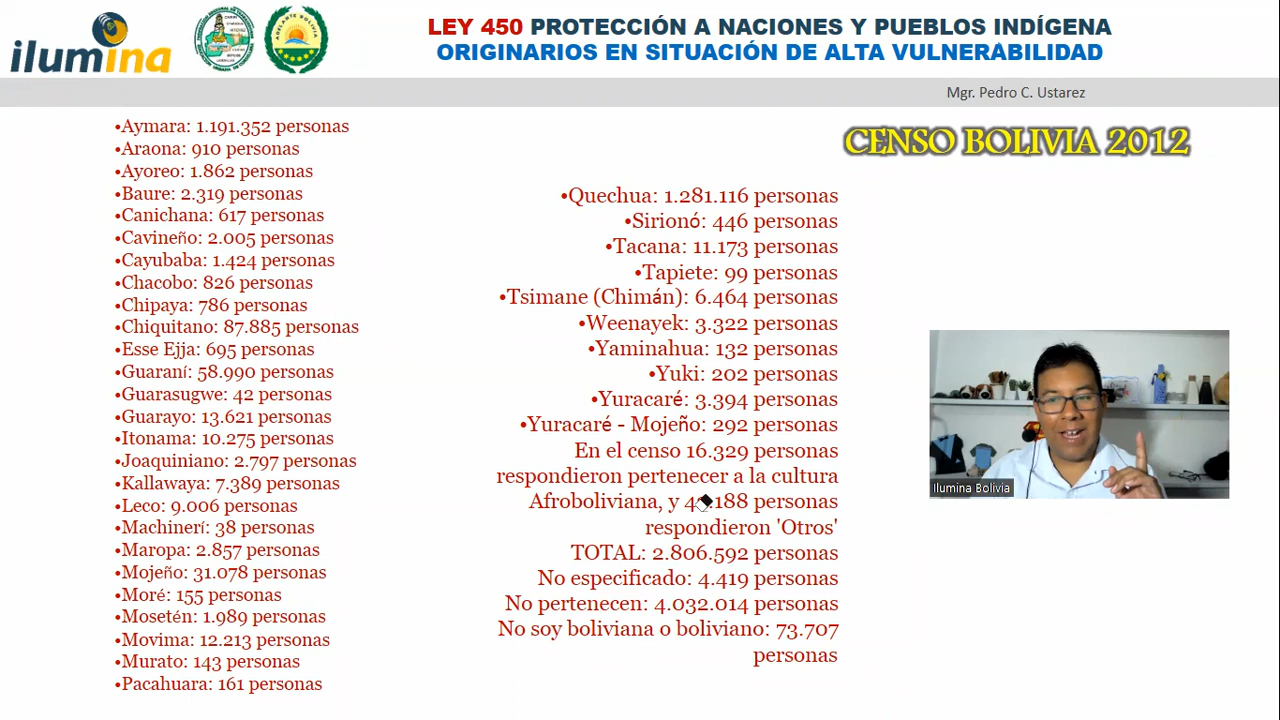 ilumina
LEY 450 PROTECCIÓN A NACIONES Y PUEBLOS INDÍGENA
ORIGINARIOS EN SITUACIÓN DE ALTA VULNERABILIDAD
Mgr. Pedro C. Ustarez
CENSO BOLIVIA 2012
•Aymara: 1.191.352 personas
•Araona: 910 personas
•Ayoreo: 1.862 personas
•Baure: 2.319 personas
•Canichana: 617 personas
•Cavineño: 2.005 personas
•Cayubaba: 1.424 personas
•Chacobo: 826 personas
•Chipaya: 786 personas
•Chiquitano: 87.885 personas
•Esse Ejja: 695 personas
•Guaraní: 58.990 personas
•Guarasugwe: 42 personas
•Guarayo: 13.621 personas
•Itonama: 10.275 personas
•Joaquiniano: 2.797 personas
•Kallawaya: 7.389 personas
•Leco: 9.006 personas
•Machinerí: 38 personas
•Maropa: 2.857 personas
•Mojeño: 31.078 personas
•Moré: 155 personas
•Mosetén: 1.989 personas
•Movima: 12.213 personas
•Murato: 143 personas
•Pacahuara: 161 personas
•Quechua: 1.281.116 personas
•Sirionó: 446 personas
•Tacana: 11.173 personas
•Tapiete: 99 personas
•Tsimane (Chimán): 6.464 personas
•Weenayek: 3.322 personas
•Yaminahua: 132 personas
•Yuki: 202 personas
•Yuracaré: 3.394 personas
•Yuracaré - Mojeño: 292 personas
En el censo 16.329 personas
respondieron pertenecer a la cultura
Afroboliviana, y personas
respondieron 'Otros'
TOTAL: 2.806.592 personas
No especificado: 4.419 personas
No pertenecen: 4.032.014 personas
No soy boliviana o boliviano: 73.707
personas
Ilumina Bolivia